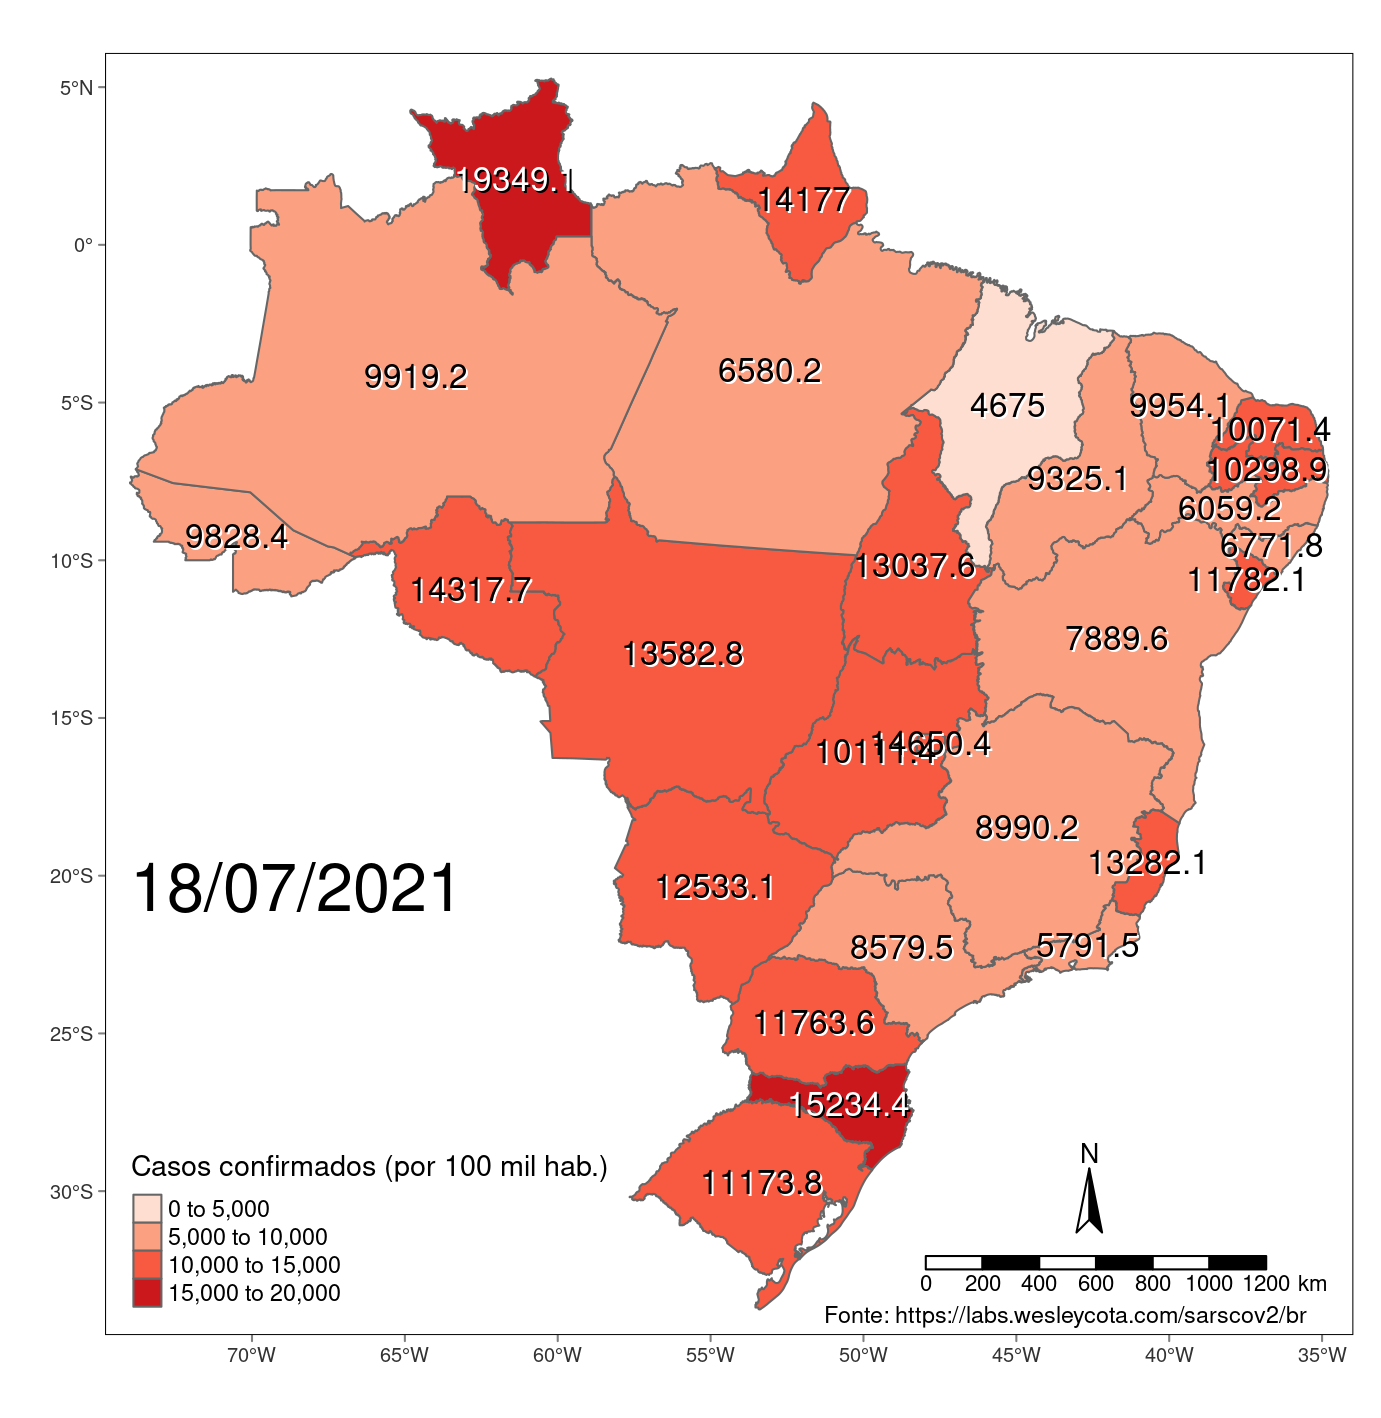 5°N
0°
5°S
10°S
15°S
20°S
25°S
30°S
19349.1
14177
9919.2
6580.2
4675
9954.1
10071.4
10298.9
9325.1
6059.2
6771.8
11782.1
9828.4
14317.7
13037.6
13582.8
7889.6
14650.4
10111.4
8990.2
13282.1
12533.1
8579.5
5791.5
11763.6
15234.4
11173.8
18/07/2021
Casos confirmados (por 100 mil hab.)
0 to 5,000
5,000 to 10,000
10,000 to 15,000
15,000 to 20,000
N
0 200 400 600 800 1000 1200 km
Fonte: https://labs.wesleycota.com/sarscov2/br
70°W 65°W 60°W 55°W 50°W 45°W 40°W 35°W